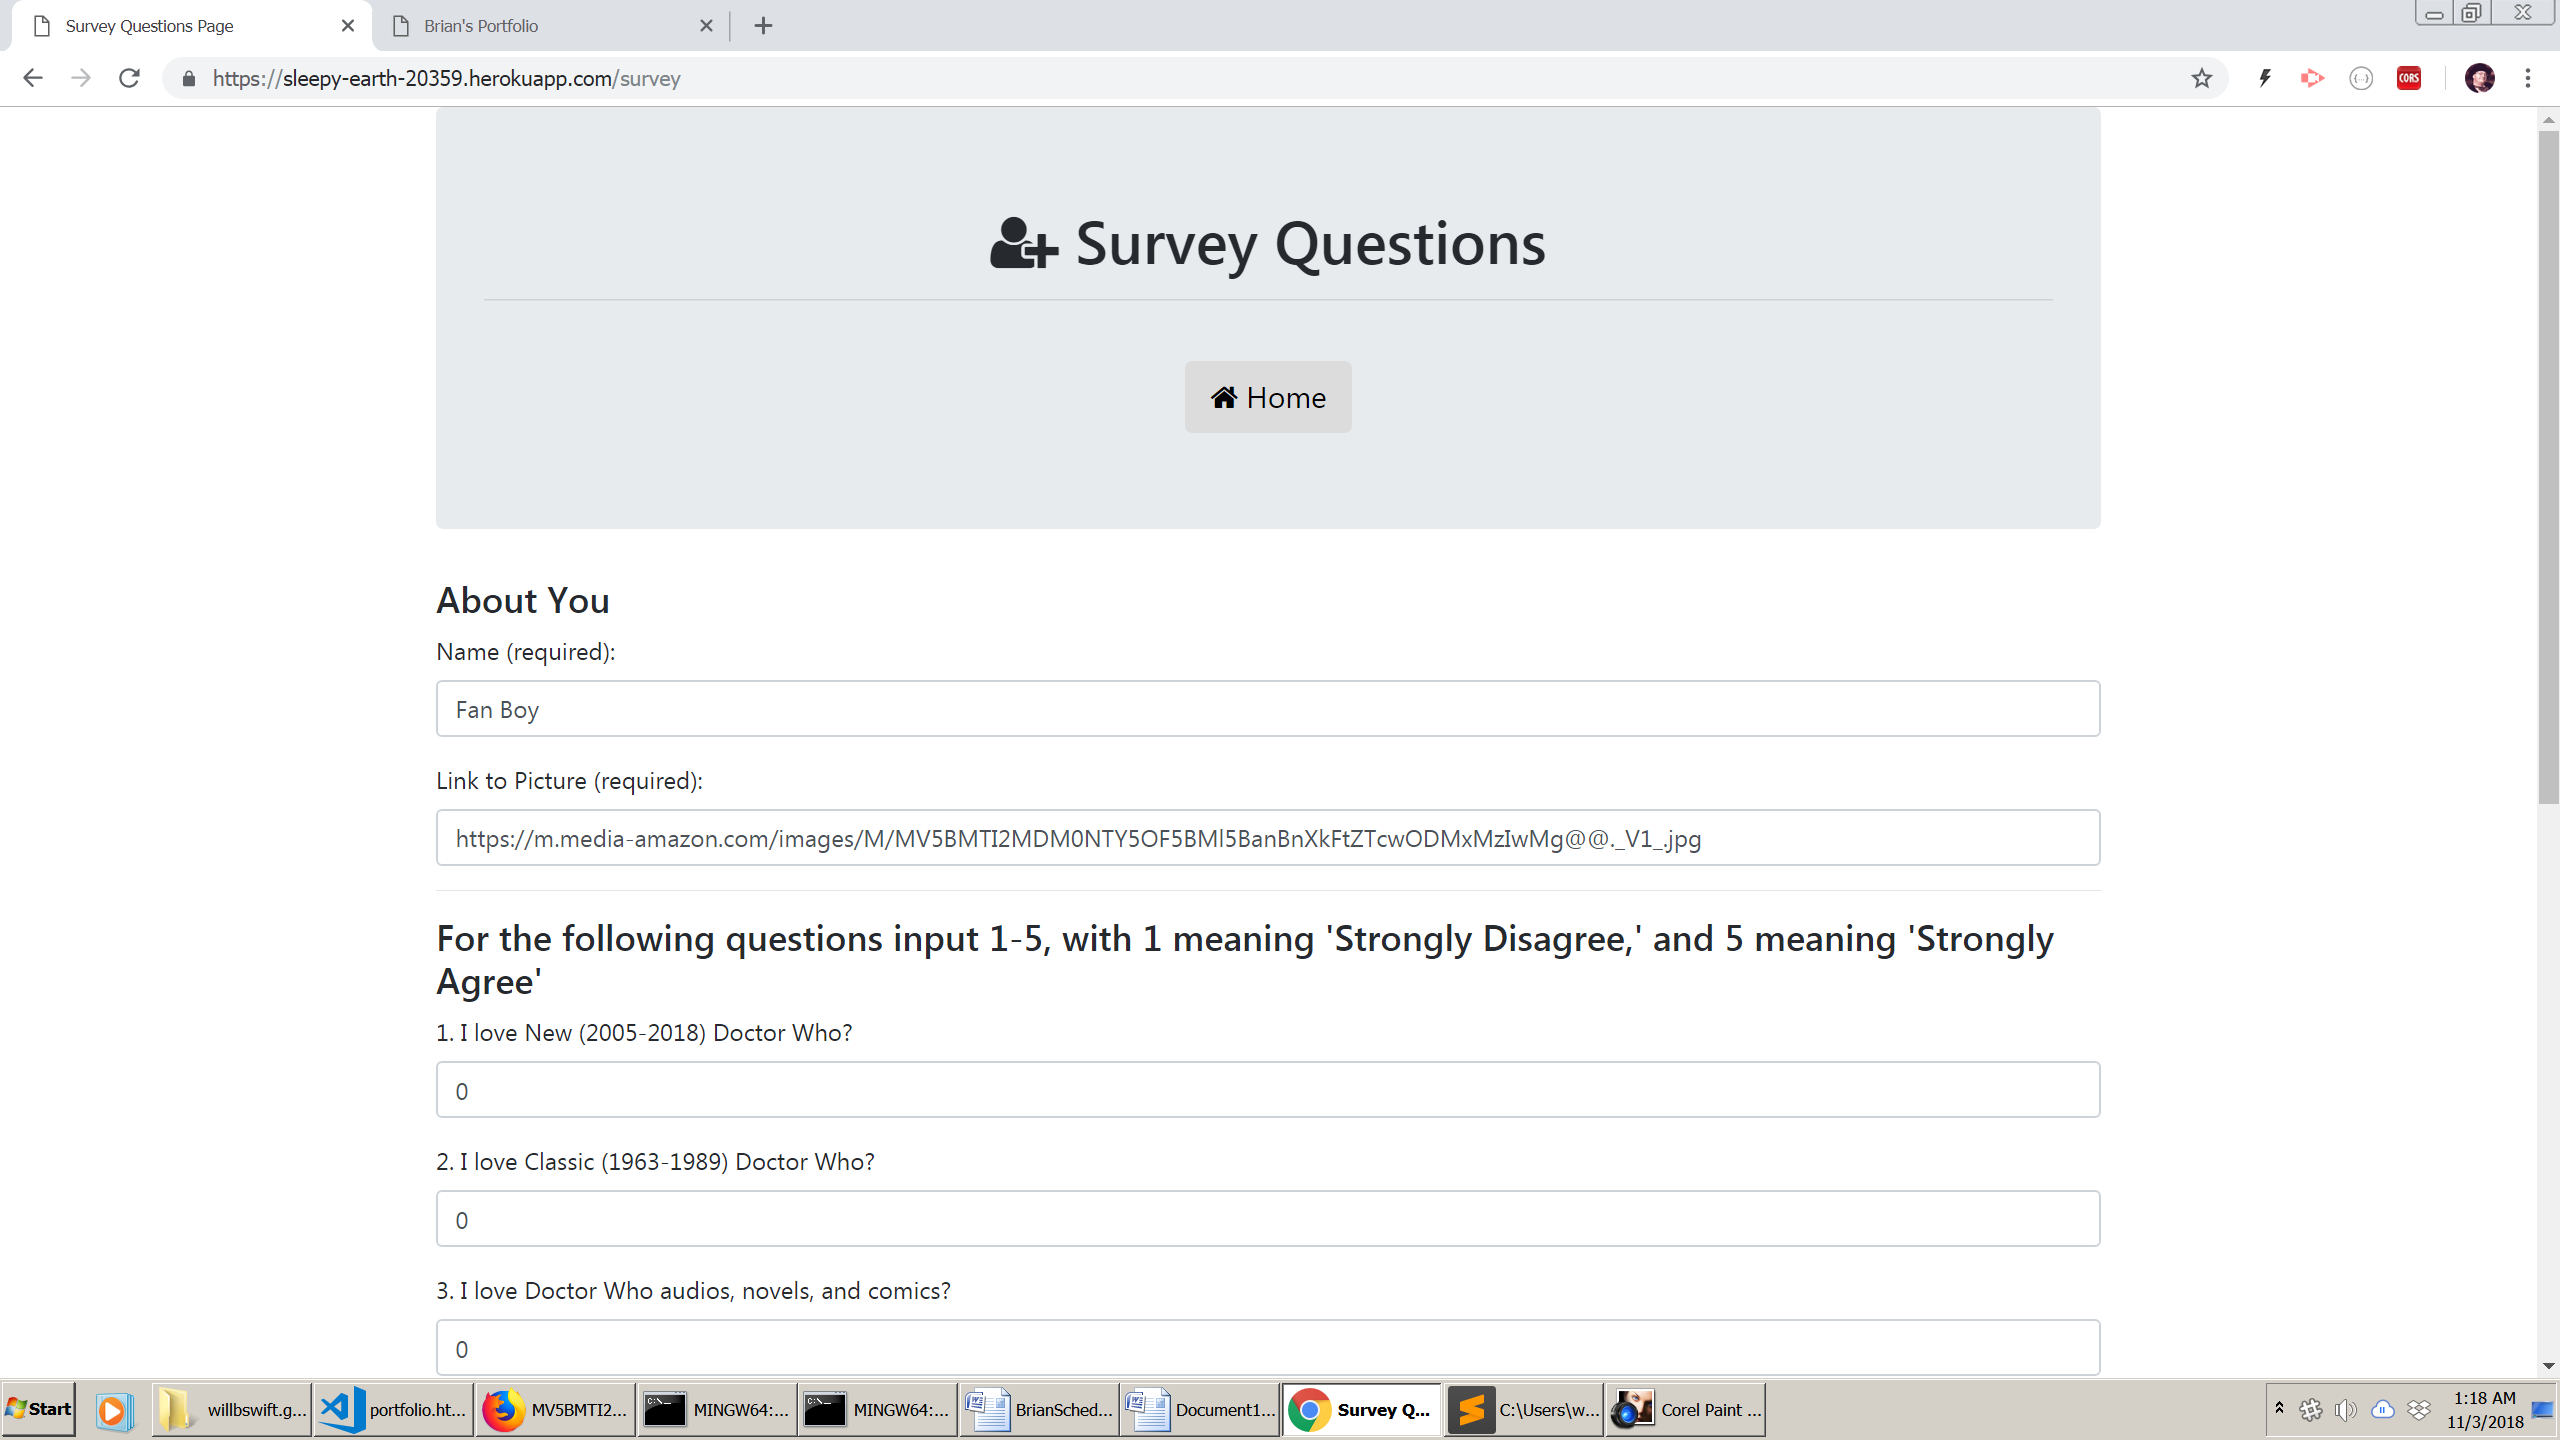 Survey Questions Page
Brian's Portfolio
https://sleepy-earth-20359.herokuapp.com/survey
CORS
Survey Questions
Home
About You
Name (required):
Fan Boy
Link to Picture (required):
https://m.media-amazon.com/images/M/MV5BMTI2MDM0NTY5OF5BMl5BanBnXkFtZTcwODMxMzIwMg@@._V1_.jpg
For the following questions input 1-5, with 1 meaning 'Strongly Disagree,' and 5 meaning 'Strongly
Agree'
1. I love New (2005-2018) Doctor Who?
0
2. I love Classic (1963-1989) Doctor Who?
0
3. I love Doctor Who audios, novels, and comics?
0
Start
willbswift.g...
portfolio.ht...
MV5BMTI2...
MINGW64:...
MINGW64:...
BrianSched...
Document1...
Survey Q...
C:\Users\w...
Corel Paint ...
1:18 AM
11/3/2018